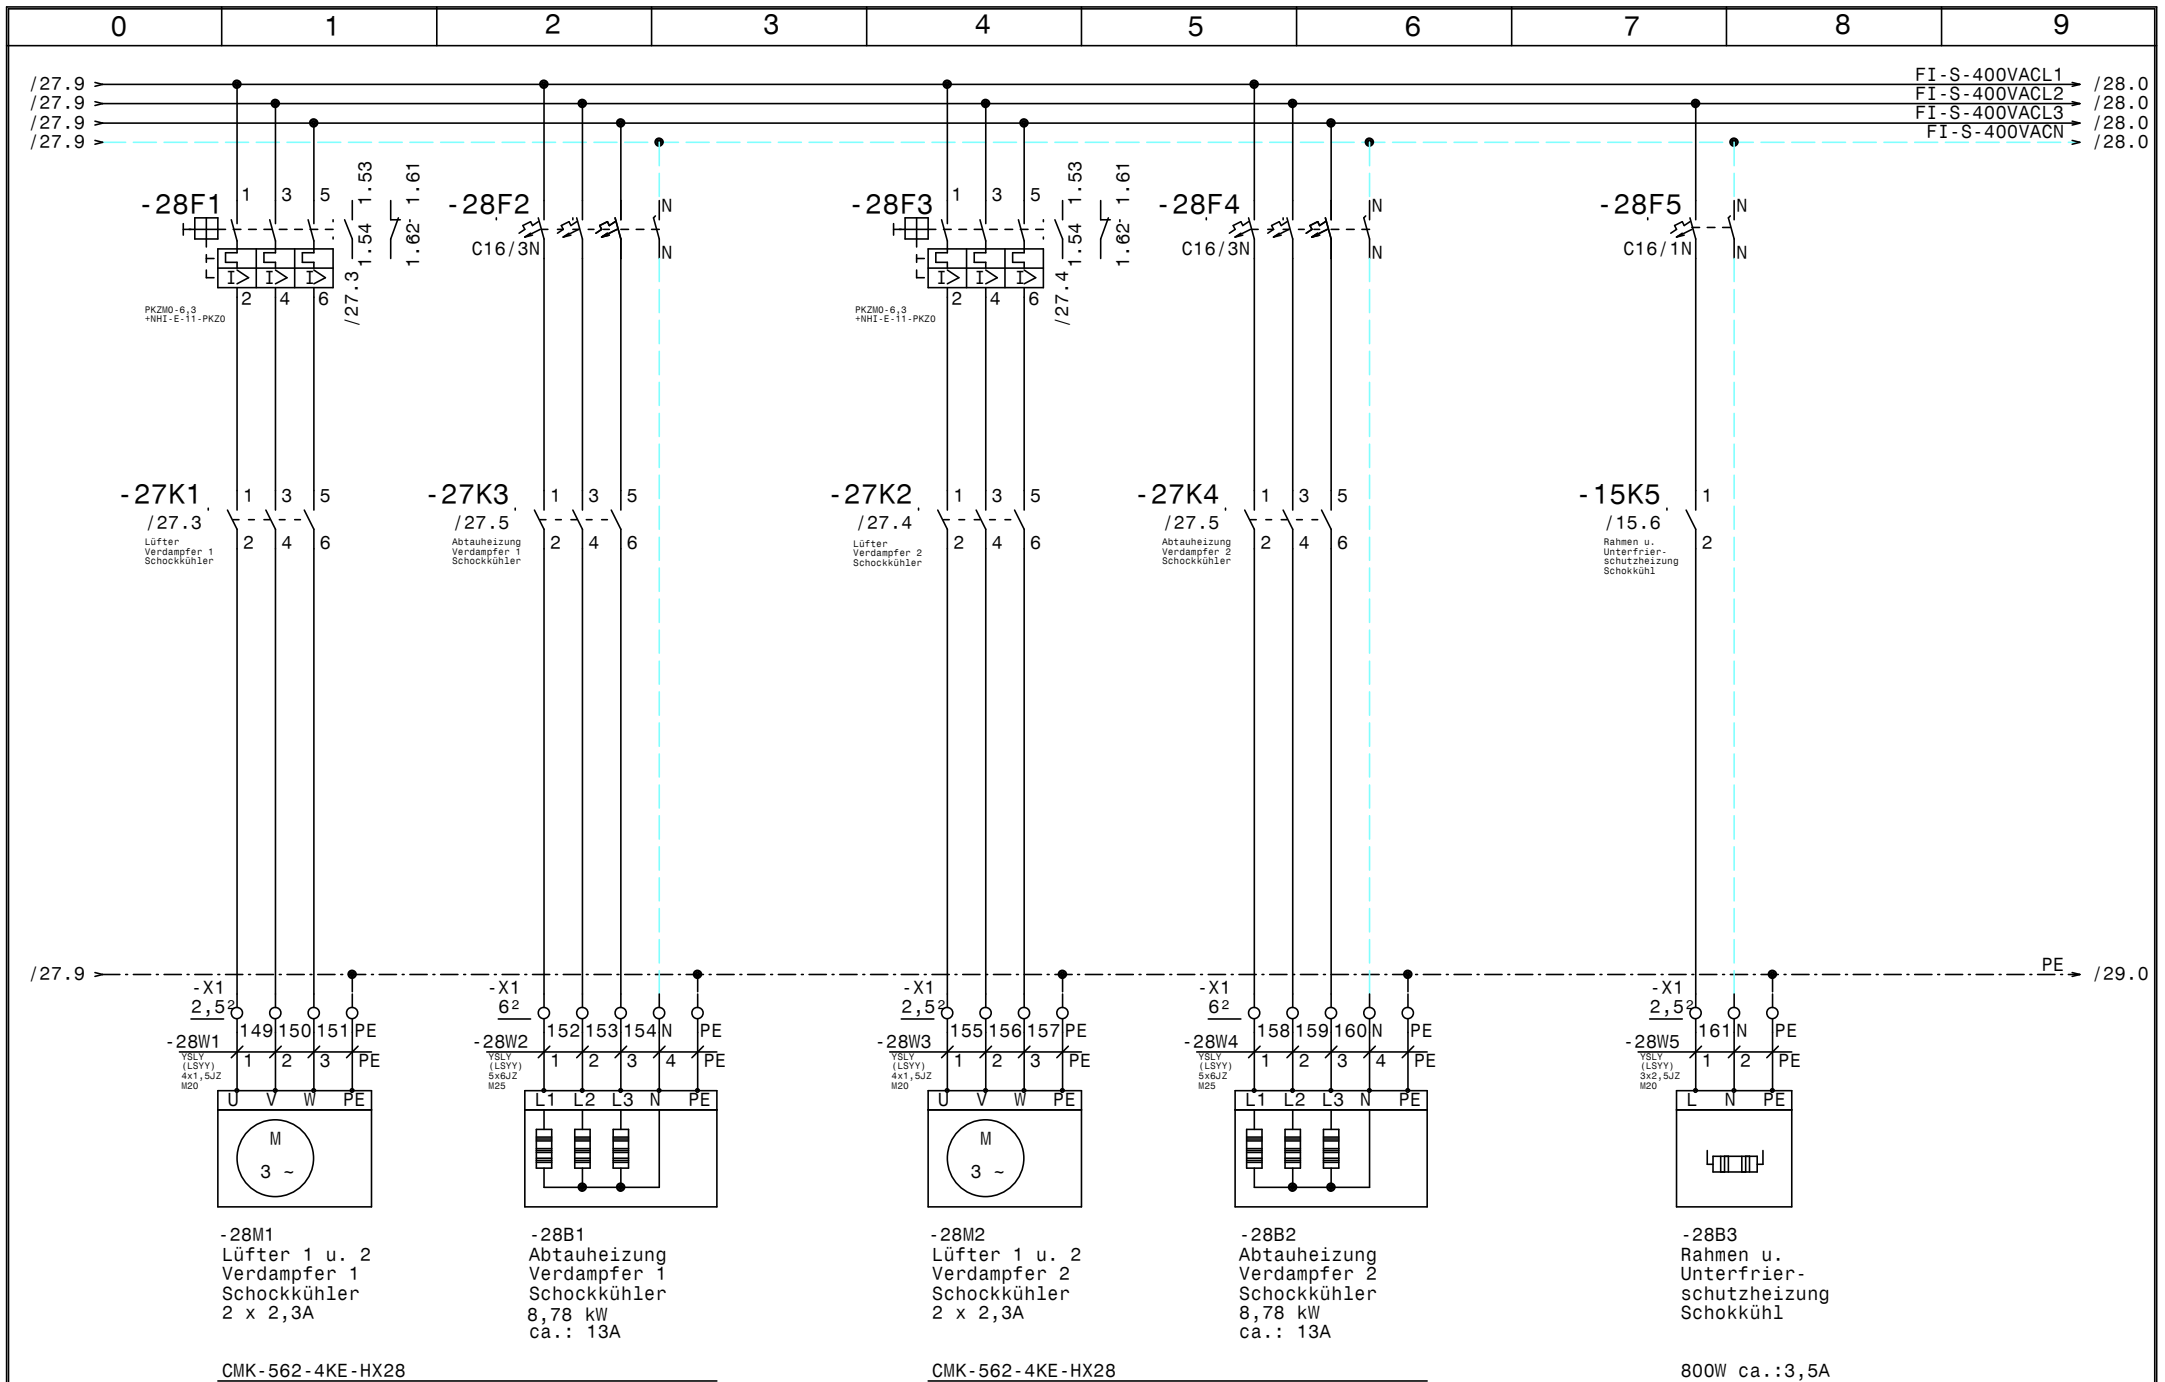 0 1 2 3 4 5 6 7 8 9
/27.9 FI-S-400VACL1 /28.0
/27.9 FI-S-400VACL2 /28.0
/27.9 FI-S-400VACL3 /28.0
/27.9 FI-S-400VACN /28.0
-28F1
1 3 5
2 4 6
1.53
1.54
1.61
1.62
/27.3
PKZM0-6,3
+NHI-E-11-PKZ0
-28F2
C16/3N
N
N
-28F3
1 3 5
2 4 6
1.53
1.54
1.61
1.62
/27.4
PKZM0-6,3
+NHI-E-11-PKZ0
-28F4
C16/3N
N
N
-28F5
C16/1N
N
N
-27K1
/27.3
Lüfter
Verdampfer 1
Schockkühler
1 3 5
2 4 6
-27K3
/27.5
Abtauheizung
Verdampfer 1
Schockkühler
1 3 5
2 4 6
-27K2
/27.4
Lüfter
Verdampfer 2
Schockkühler
1 3 5
2 4 6
-27K4
/27.5
Abtauheizung
Verdampfer 2
Schockkühler
1 3 5
2 4 6
-15K5
/15.6
Rahmen u.
Unterfrier-
schutzheizung
Schokkühl
1
2
/27.9 PE /29.0
-X1
2,5²
149 150 151 PE
-28W1
YSLY
(LSYY)
4x1,5JZ
M20
1 2 3 PE
U V W PE
M
3 ~
-28M1
Lüfter 1 u. 2
Verdampfer 1
Schockkühler
2 x 2,3A
-X1
6²
152 153 154 N PE
-28W2
YSLY
(LSYY)
5x6JZ
M25
1 2 3 4 PE
L1 L2 L3 N PE
-28B1
Abtauheizung
Verdampfer 1
Schockkühler
8,78 kW
ca.: 13A
CMK-562-4KE-HX28
-X1
2,5²
155 156 157 PE
-28W3
YSLY
(LSYY)
4x1,5JZ
M20
1 2 3 PE
U V W PE
M
3 ~
-28M2
Lüfter 1 u. 2
Verdampfer 2
Schockkühler
2 x 2,3A
-X1
6²
158 159 160 N PE
-28W4
YSLY
(LSYY)
5x6JZ
M25
1 2 3 4 PE
L1 L2 L3 N PE
-28B2
Abtauheizung
Verdampfer 2
Schockkühler
8,78 kW
ca.: 13A
CMK-562-4KE-HX28
-X1
2,5²
161 N PE
-28W5
YSLY
(LSYY)
3x2,5JZ
M20
1 2 PE
L N PE
-28B3
Rahmen u.
Unterfrier-
schutzheizung
Schokkühl
800W ca.:3,5A